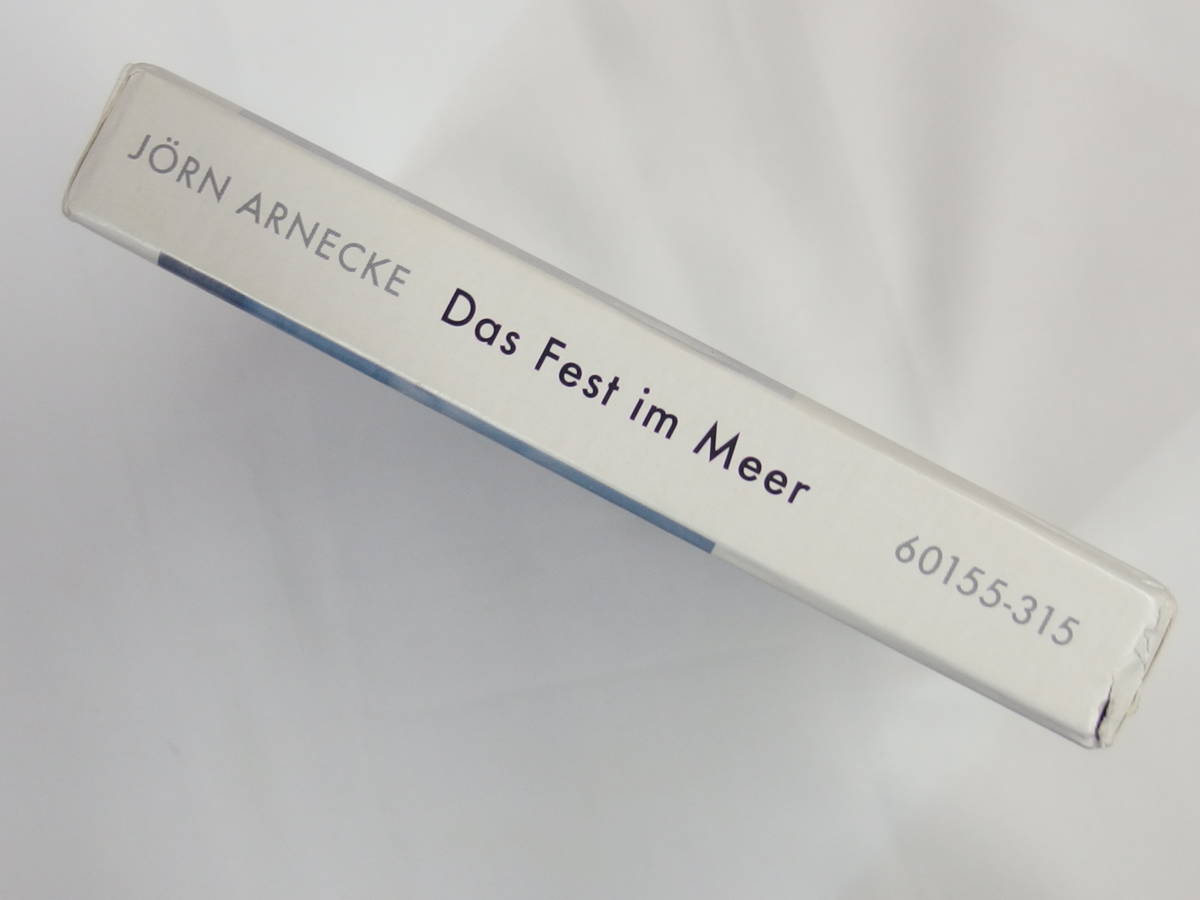 JÖRN ARNECKE Das Fest im Meer 60155-315